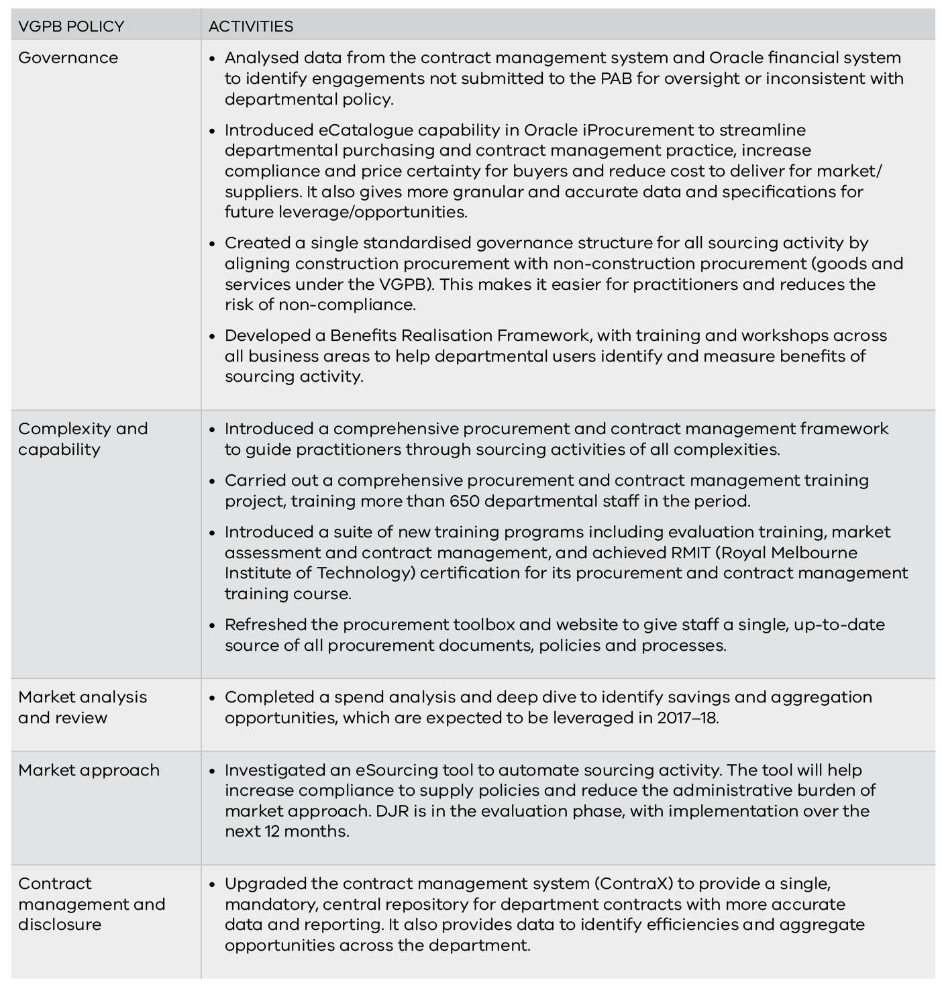 VGPB POLICY
ACTIVITIES
Governance
• Analysed data from the contract management system and Oracle financial system
to identify engagements not submitted to the PAB for oversight or inconsistent with
departmental policy.
• Introduced eCatalogue capability in Oracle iProcurement to streamline
departmental purchasing and contract management practice, increase
compliance and price certainty for buyers and reduce cost to deliver for market/
suppliers. It also gives more granular and accurate data and specifications for
future leverage/opportunities.
• Created a single standardised governance structure for all sourcing activity by
aligning construction procurement with non-construction procurement (goods and
services under the VGPB). This makes it easier for practitioners and reduces the
risk of non-compliance.
• Developed a Benefits Realisation Framework, with training and workshops across
all business areas to help departmental users identify and measure benefits of
sourcing activity.
Complexity and
capability
• Introduced a comprehensive procurement and contract management framework
to guide practitioners through sourcing activities of all complexities.
• Carried out a comprehensive procurement and contract management training
project, training more than 650 departmental staff in the period.
• Introduced a suite of new training programs including evaluation training, market
assessment and contract management, and achieved RMIT (Royal Melbourne
Institute of Technology) certification for its procurement and contract management
training course.
• Refreshed the procurement toolbox and website to give staff a single, up-to-date
source of all procurement documents, policies and processes.
Market analysis
and review
• Completed a spend analysis and deep dive to identify savings and aggregation
opportunities, which are expected to be leveraged in 2017–18.
Market approach
• Investigated an eSourcing tool to automate sourcing activity. The tool will help
increase compliance to supply policies and reduce the administrative burden of
market approach. DJR is in the evaluation phase, with implementation over the
next 12 months.
Contract
management and
disclosure
• Upgraded the contract management system (ContraX) to provide a single,
mandatory, central repository for department contracts with more accurate
data and reporting. It also provides data to identify efficiencies and aggregate
opportunities across the department.